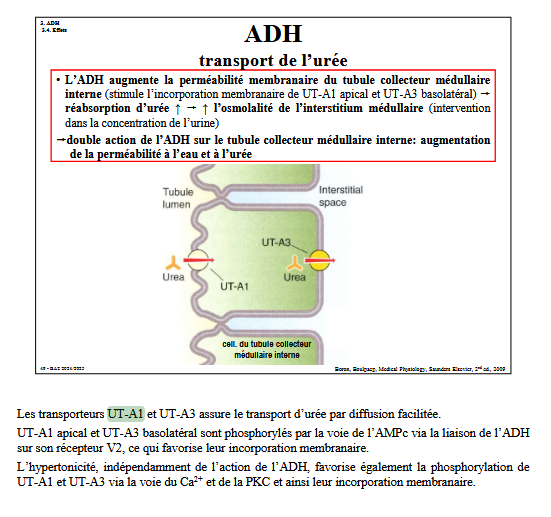 3. ADH
3.4. Effets
ADH
transport de l'urée
• L'ADH augmente la perméabilité membranaire du tubule collecteur médullaire
interne (stimule l'incorporation membranaire de UT-A1 apical et UT-A3 basolatéral) →
réabsorption d'urée ↑ → ↑ l'osmolalité de l'interstitium médullaire (intervention
dans la concentration de l'urine)
→double action de l'ADH sur le tubule collecteur médullaire interne: augmentation
de la perméabilité à l'eau et à l'urée
Tubule
lumen
Interstitial
space
UT-A3
Urea
UT-A1
Urea
cell. du tubule collecteur
médullaire interne
Boron, Boulpaep, Medical Physiology, Saunders Elsevier, 2nd ed., 2009
Les transporteurs UT-A1 et UT-A3 assure le transport d'urée par diffusion facilitée.
UT-A1 apical et UT-A3 basolatéral sont phosphorylés par la voie de l'AMPc via la liaison de l'ADH
sur son récepteur V2, ce qui favorise leur incorporation membranaire.
L'hypertonicité, indépendamment de l'action de l'ADH, favorise également la phosphorylation de
UT-A1 et UT-A3 via la voie du Ca²⁺ et de la PKC et ainsi leur incorporation membranaire.